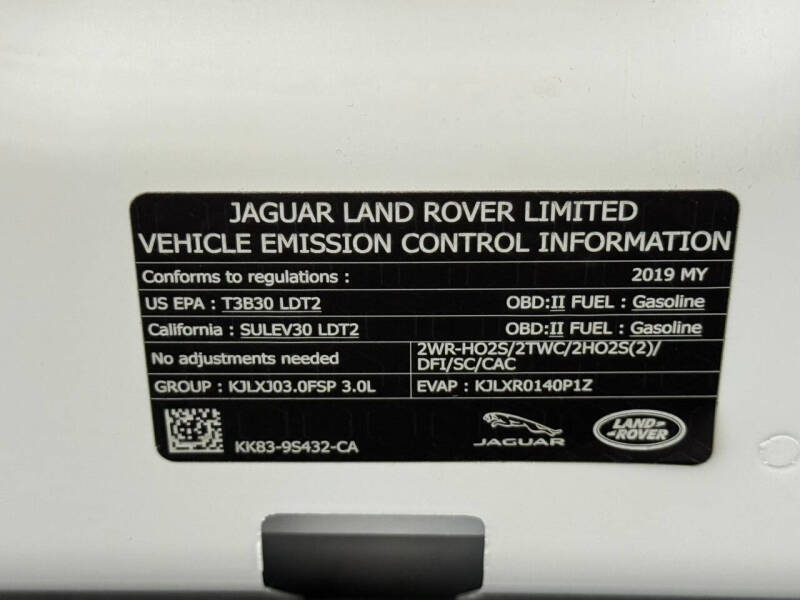 JAGUAR LAND ROVER LIMITED
VEHICLE EMISSION CONTROL INFORMATION
Conforms to regulations : 2019 MY
US EPA : T3B30 LDT2 OBD:II FUEL : Gasoline
California : SULEV30 LDT2 OBD:II FUEL : Gasoline
No adjustments needed
2WR-HO2S/2TWC/2HO2S(2)/
DFI/SC/CAC
GROUP : KJLXJ03.0FSP 3.0L
EVAP : KJLXR0140P1Z
KK83-9S432-CA
JAGUAR
LAND-
-ROVER